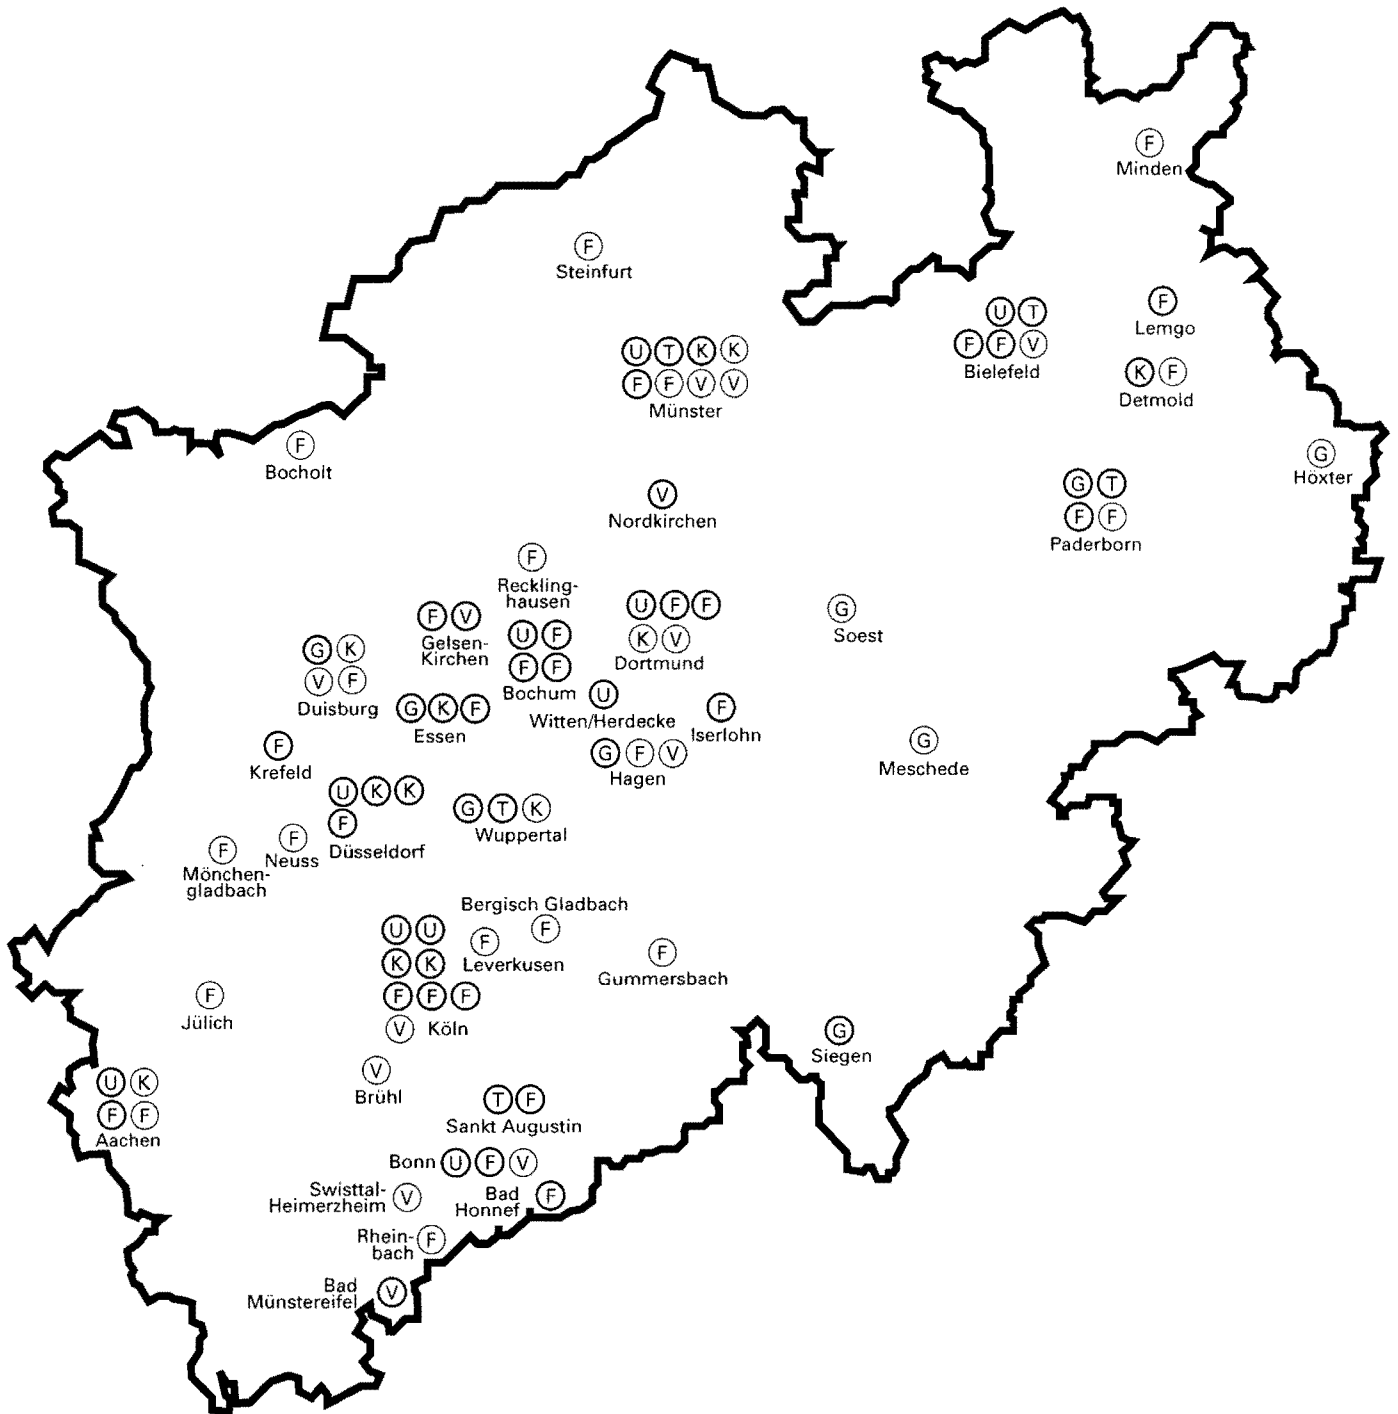 F
Minden
F
Steinfurt
F
Lemgo
U T
F F V
Bielefeld
U T K K
F F V V
Münster
K F
Detmold
F
Bocholt
G
Höxter
V
Nordkirchen
G T
F F
Paderborn
F
Reckling-
hausen
F V
Gelsen-
Kirchen
U F
F F
Bochum
U F F
K V
Dortmund
G
Soest
G K
V F
Duisburg
G K F
Essen
U
Witten/Herdecke
F
Iserlohn
F
Krefeld
G F V
Hagen
G
Meschede
U K K
F
Düsseldorf
G T K
Wuppertal
F
Neuss
F
Mönchen-
gladbach
Bergisch Gladbach
F
U U
K K
F F F
V Köln
F
Leverkusen
F
Gummersbach
F
Jülich
G
Siegen
V
Brühl
U K
F F
Aachen
T F
Sankt Augustin
Bonn U F V
Swisttal-
Heimerzheim V
Bad
Honnef F
Rhein-
bach F
Bad
Münstereifel V